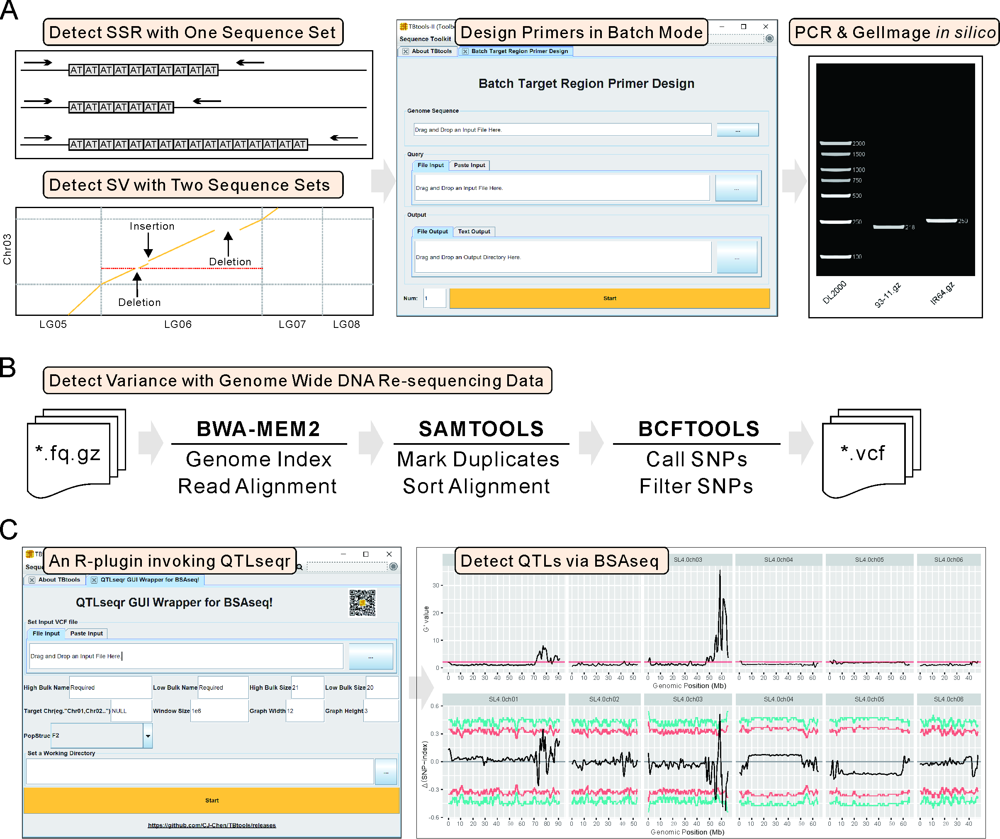 A
Detect SSR with One Sequence Set
AT AT AT AT AT AT AT AT AT AT
AT AT AT AT AT AT AT
AT AT AT AT AT AT AT AT AT AT AT AT AT AT AT AT
Detect SV with Two Sequence Sets
Chr03
Insertion
Deletion
Deletion
LG05 LG06 LG07 LG08
TBtools-II (Toolb
Design Primers in Batch Mode
Sequence Toolkit
About TBtools Batch Target Region Primer Design
Batch Target Region Primer Design
Genome Sequence
Drag and Drop an Input File Here. ...
Query
File Input Paste Input
Drag and Drop an Input File Here. ...
Output
File Output Text Output
Drag and Drop an Output Directory Here. ...
Num: 1 Start
PCR & GelImage in silico
2000
1500
1000
750
500
250 218 259
100
DL2000 93-11.gz IR64.gz
B
Detect Variance with Genome Wide DNA Re-sequencing Data
*.fq.gz
BWA-MEM2
Genome Index
Read Alignment
SAMTOOLS
Mark Duplicates
Sort Alignment
BCFTOOLS
Call SNPs
Filter SNPs
*.vcf
C
TB
An R-plugin invoking QTLseqr
Seque
About TBtools QTLseqr GUI Wrapper for BSAseq!
QTLseqr GUI Wrapper for BSAseq!
Set Input VCF file
File Input Paste Input
Drag and Drop an Input File Here. ...
High Bulk Name Required Low Bulk Name Required High Bulk Size 21 Low Bulk Size 20
Target Chr(eg."Chr01,Chr02..") NULL Window Size 1e6 Graph Width 12 Graph Height 3
PopStruc F2
Set a Working Directory
...
Start
https://github.com/CJ-Chen/TBtools/releases
Detect QTLs via BSAseq
SL4.0ch03 SL4.0ch04 SL4.0ch05 SL4.0ch06
G' value
30
20
10
0
0 10 20 30 40 50 60 70 80 90 0 10 20 30 40 50 0 10 20 30 40 50 60 0 10 20 30 40 50 60 0 10 20 30 40 50 60 0 10 20 30 40
Genomic Position (Mb)
SL4.0ch01 SL4.0ch02 SL4.0ch03 SL4.0ch04 SL4.0ch05 SL4.0ch06
Δ(SNP-index)
0.6
0.3
0.0
-0.3
-0.6
0 10 20 30 40 50 60 70 80 90 0 10 20 30 40 50 0 10 20 30 40 50 60 0 10 20 30 40 50 60 0 10 20 30 40 50 60 0 10 20 30 40
Genomic Position (Mb)